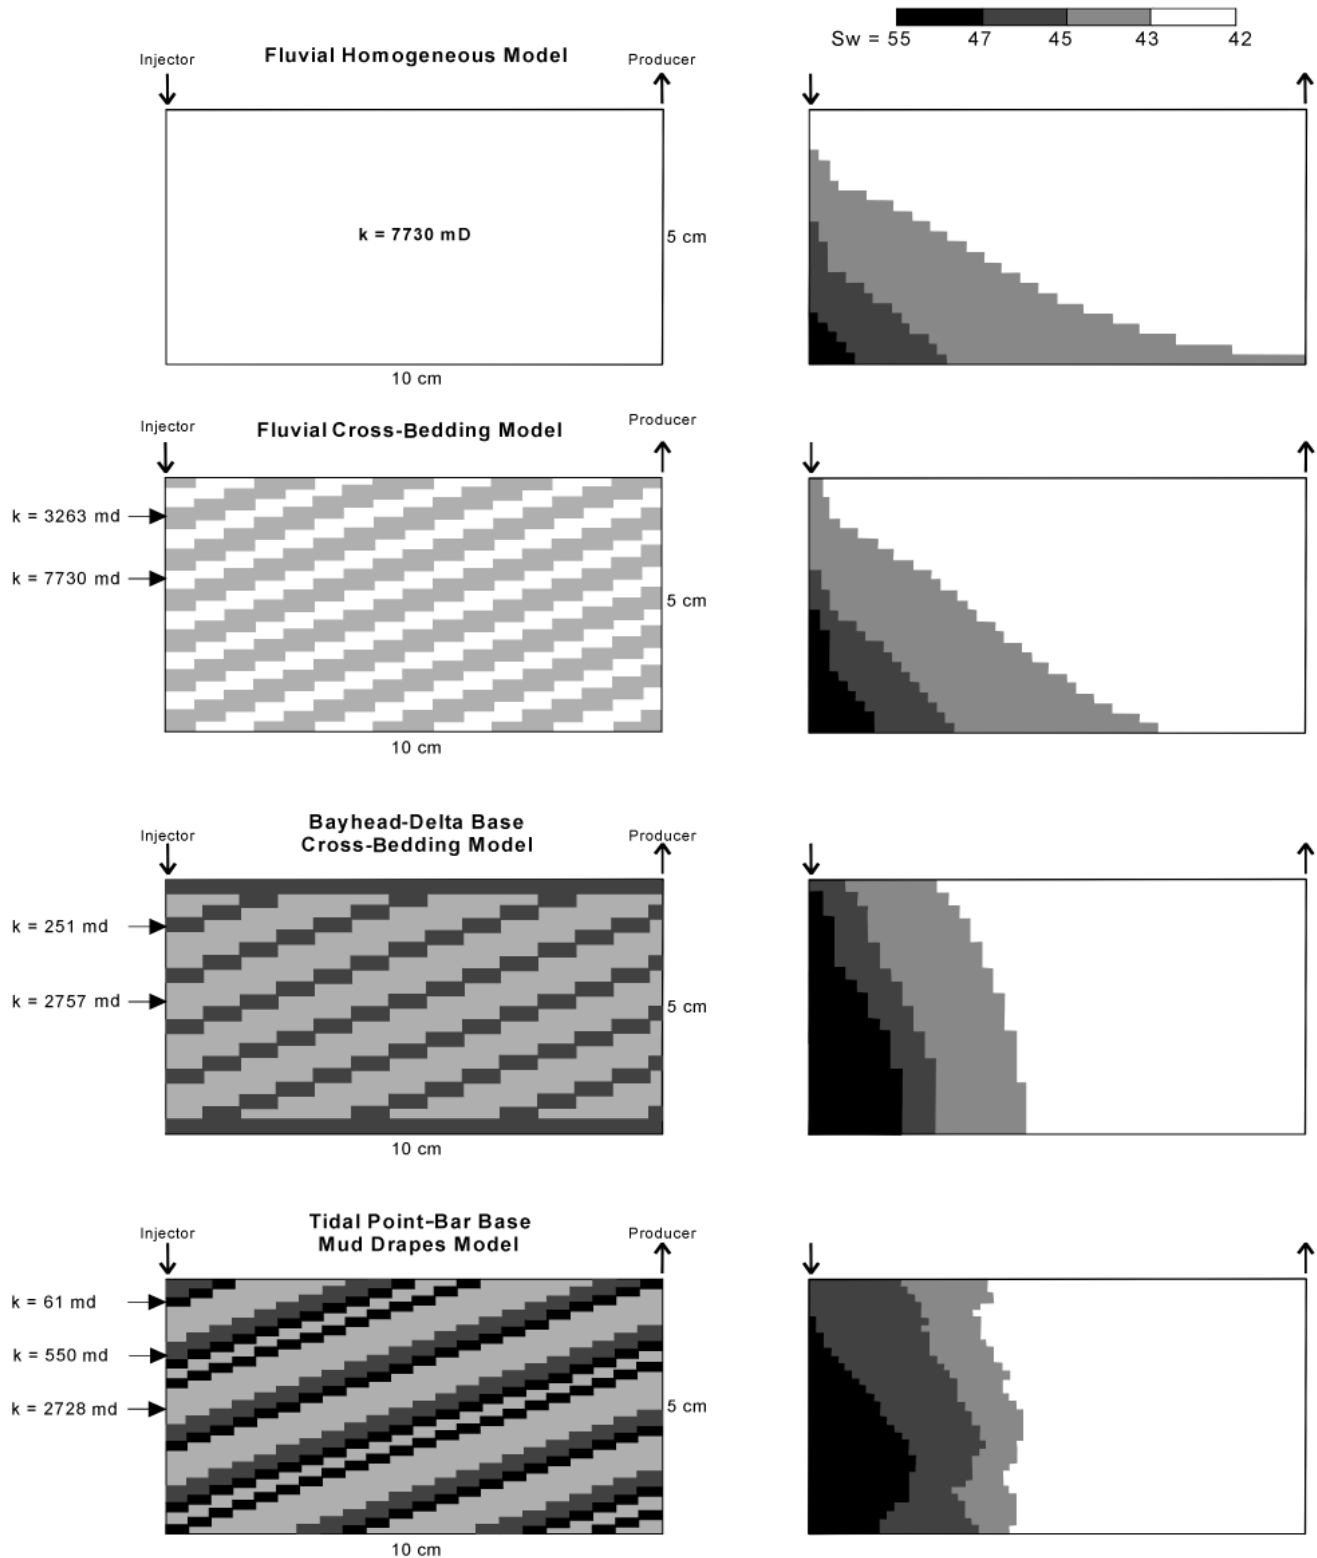 Sw = 55 47 45 43 42
Injector
Fluvial Homogeneous Model
Producer
k = 7730 mD
5 cm
10 cm
Injector
Fluvial Cross-Bedding Model
Producer
k = 3263 md
k = 7730 md
5 cm
10 cm
Bayhead-Delta Base
Cross-Bedding Model
Injector
Producer
k = 251 md
k = 2757 md
5 cm
10 cm
Tidal Point-Bar Base
Mud Drapes Model
Injector
Producer
k = 61 md
k = 550 md
k = 2728 md
5 cm
10 cm